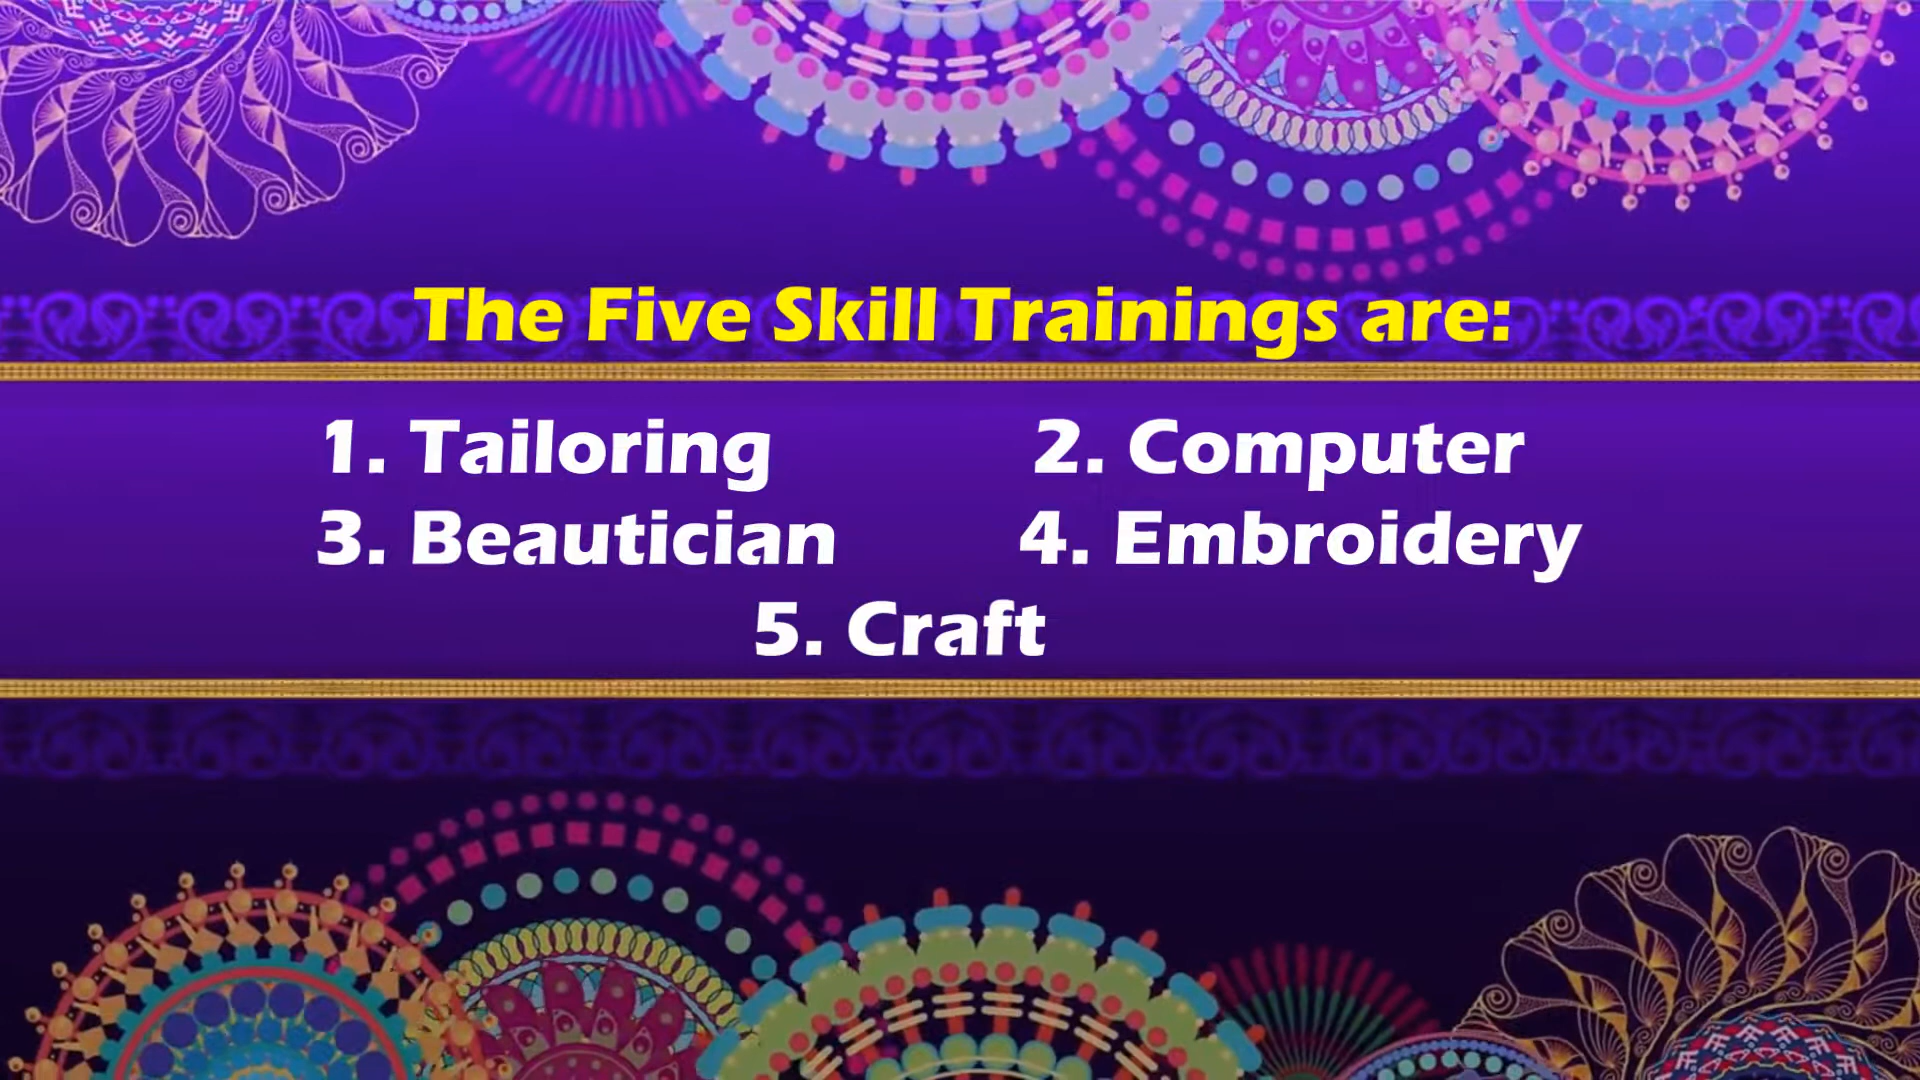 The Five Skill Trainings are:
1. Tailoring 2. Computer
3. Beautician 4. Embroidery
5. Craft